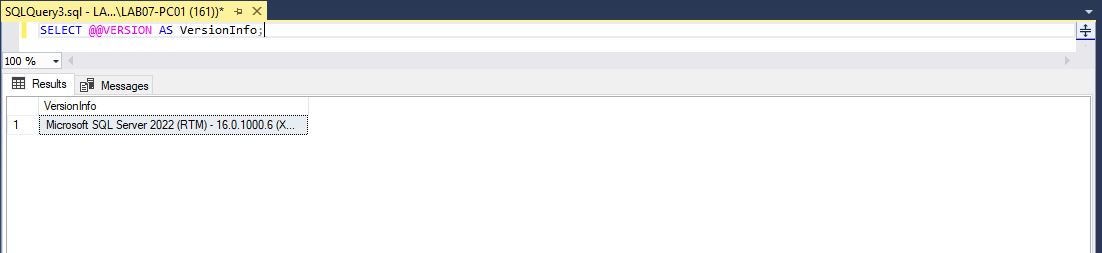 SQLQuery3.sql - LA...\LAB07-PC01 (161))*
SELECT @@VERSION AS VersionInfo;
100 %
Results Messages
VersionInfo
1 Microsoft SQL Server 2022 (RTM) - 16.0.1000.6 (X...